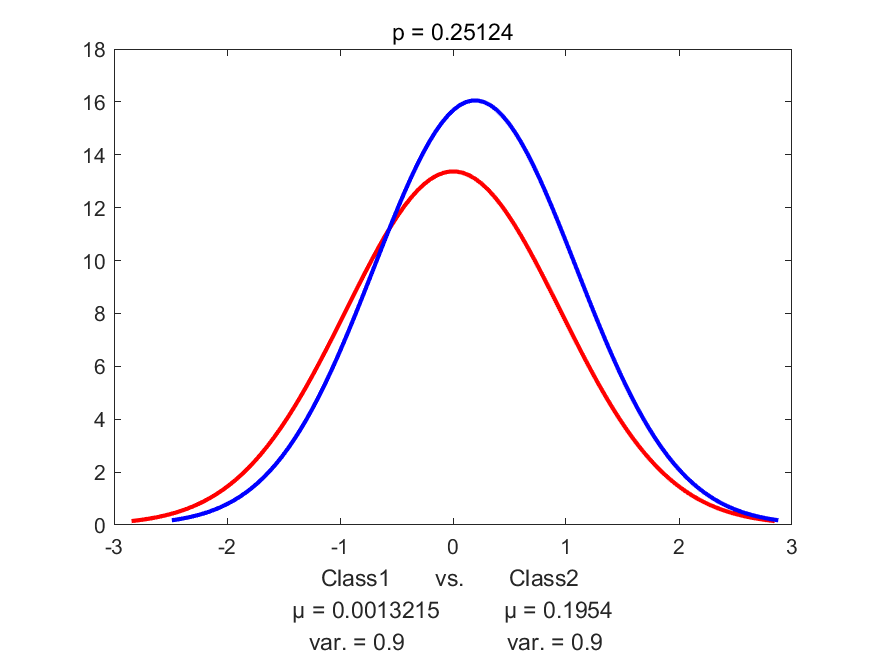 p = 0.25124
18
16
14
12
10
8
6
4
2
0
-3 -2 -1 0 1 2 3
Class1 vs. Class2
μ = 0.0013215 μ = 0.1954
var. = 0.9 var. = 0.9